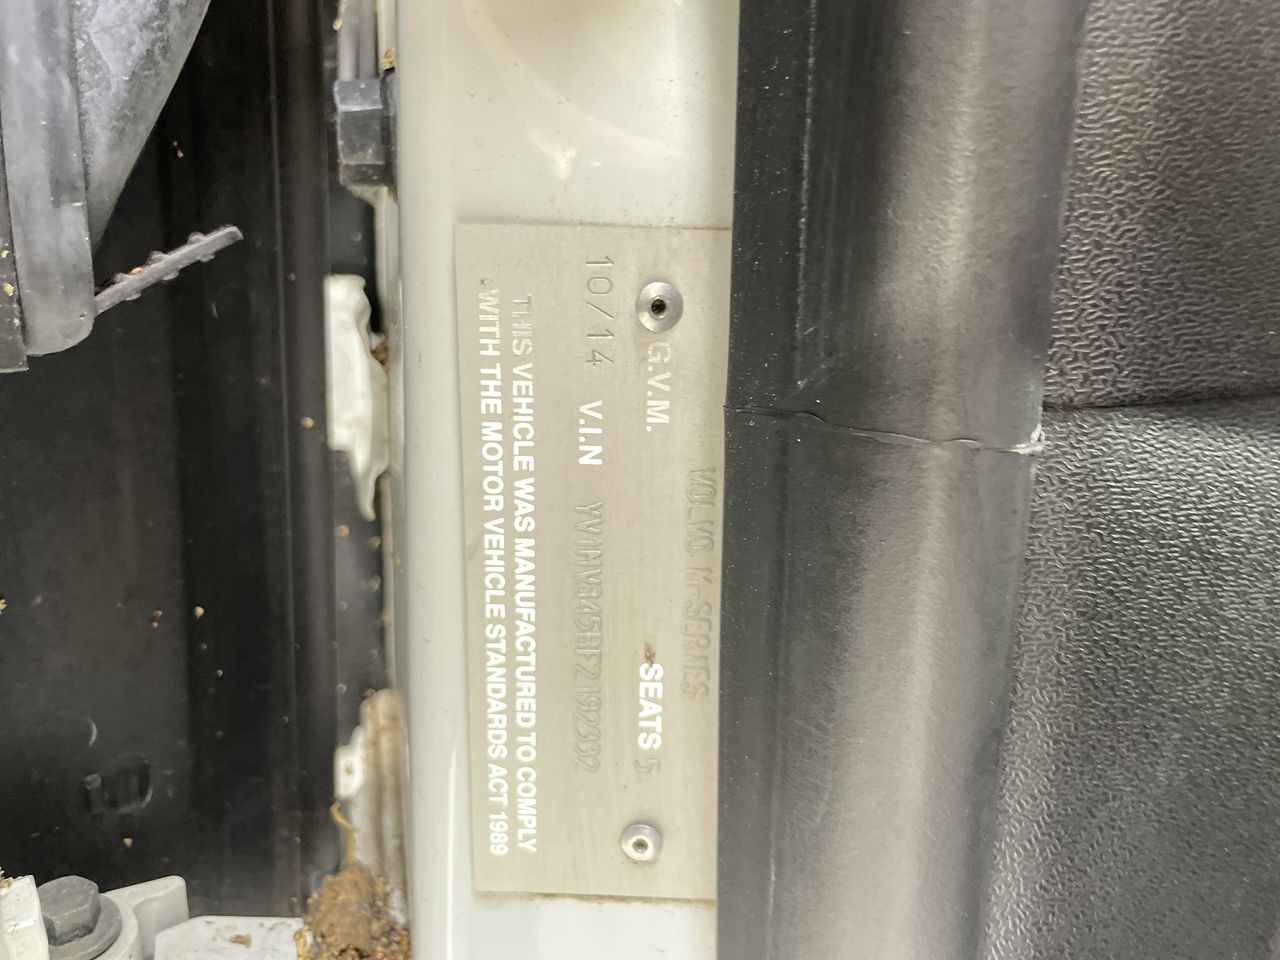 VOLVO M-SERIES
G.V.M. SEATS 5
10/14 V.I.N YV1MV845BF2192392
THIS VEHICLE WAS MANUFACTURED TO COMPLY
WITH THE MOTOR VEHICLE STANDARDS ACT 1989